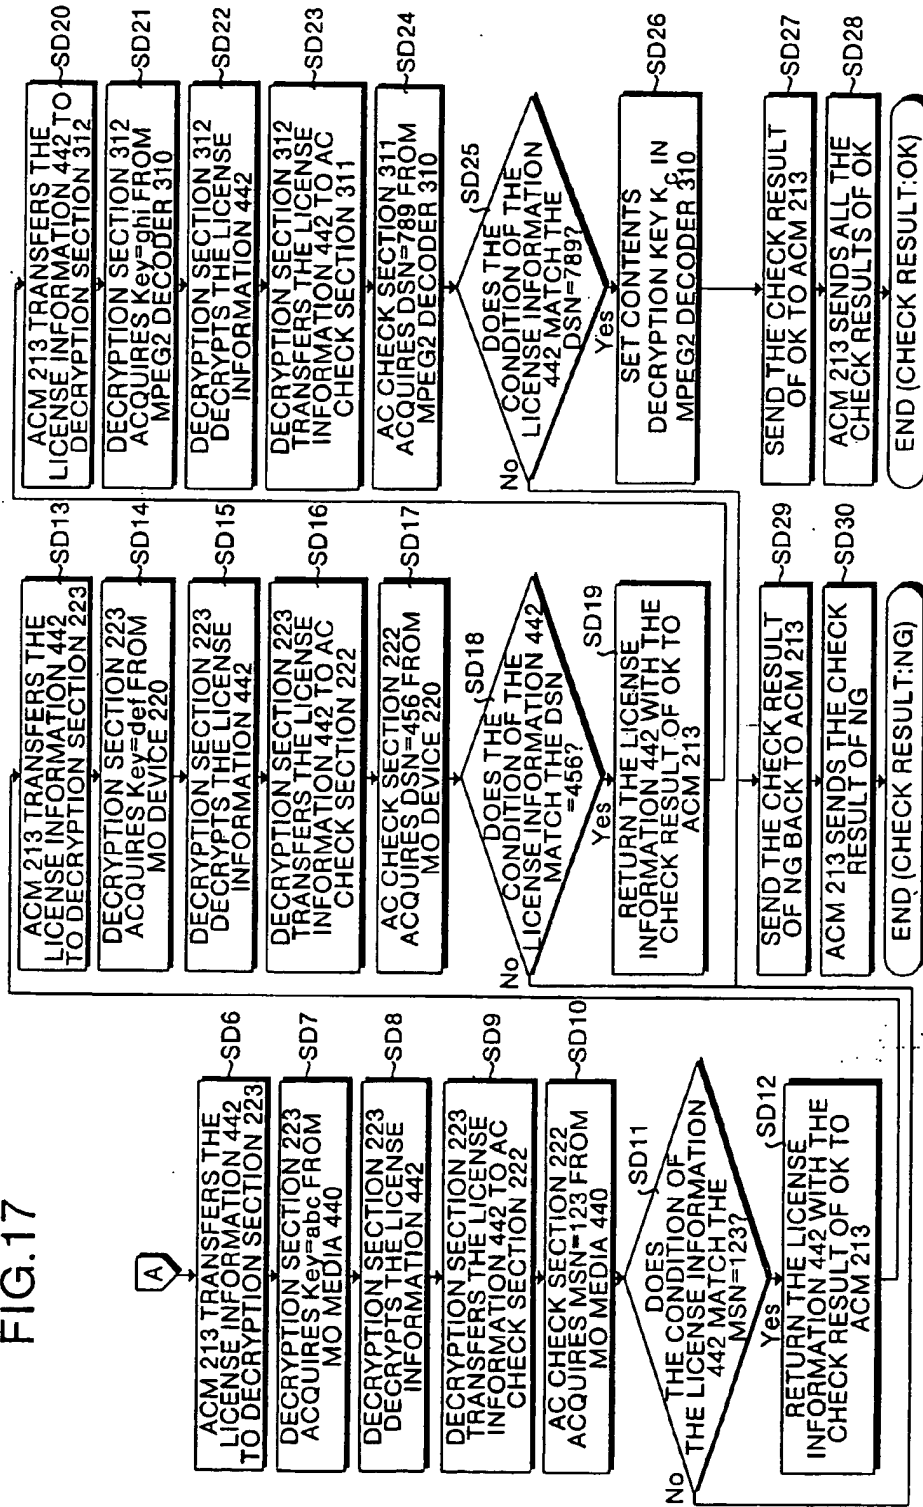 FIG.17
A
ACM 213 TRANSFERS THE
LICENSE INFORMATION 442
TO DECRYPTION SECTION 223
SD6
DECRYPTION SECTION 223
ACQUIRES Key=abc FROM
MO MEDIA 440
SD7
DECRYPTION SECTION 223
DECRYPTS THE LICENSE
INFORMATION 442
SD8
DECRYPTION SECTION 223
TRANSFERS THE LICENSE
INFORMATION 442 TO AC
CHECK SECTION 222
SD9
AC CHECK SECTION 222
ACQUIRES MSN=123 FROM
MO MEDIA 440
SD10
DOES
THE CONDITION OF
THE LICENSE INFORMATION
442 MATCH THE
MSN=123?
SD11
No
Yes
RETURN THE LICENSE
INFORMATION 442 WITH THE
CHECK RESULT OF OK TO
ACM 213
SD12
ACM 213 TRANSFERS THE
LICENSE INFORMATION 442
TO DECRYPTION SECTION 223
SD13
DECRYPTION SECTION 223
ACQUIRES Key=def FROM
MO DEVICE 220
SD14
DECRYPTION SECTION 223
DECRYPTS THE LICENSE
INFORMATION 442
SD15
DECRYPTION SECTION 223
TRANSFERS THE LICENSE
INFORMATION 442 TO AC
CHECK SECTION 222
SD16
AC CHECK SECTION 222
ACQUIRES DSN=456 FROM
MO DEVICE 220
SD17
DOES THE
CONDITION OF THE
LICENSE INFORMATION 442
MATCH THE DSN
=456?
SD18
No
Yes
RETURN THE LICENSE
INFORMATION 442 WITH THE
CHECK RESULT OF OK TO
ACM 213
SD19
SEND THE CHECK RESULT
OF NG BACK TO ACM 213
SD29
ACM 213 SENDS THE CHECK
RESULT OF NG
SD30
END (CHECK RESULT:NG)
ACM 213 TRANSFERS THE
LICENSE INFORMATION 442 TO
DECRYPTION SECTION 312
SD20
DECRYPTION SECTION 312
ACQUIRES Key=ghi FROM
MPEG2 DECODER 310
SD21
DECRYPTION SECTION 312
DECRYPTS THE LICENSE
INFORMATION 442
SD22
DECRYPTION SECTION 312
TRANSFERS THE LICENSE
INFORMATION 442 TO AC
CHECK SECTION 311
SD23
AC CHECK SECTION 311
ACQUIRES DSN=789 FROM
MPEG2 DECODER 310
SD24
DOES THE
CONDITION OF THE
LICENSE INFORMATION
442 MATCH THE
DSN=789?
SD25
No
Yes
SET CONTENTS
DECRYPTION KEY Kc IN
MPEG2 DECODER 310
SD26
SEND THE CHECK RESULT
OF OK TO ACM 213
SD27
ACM 213 SENDS ALL THE
CHECK RESULTS OF OK
SD28
END (CHECK RESULT:OK)